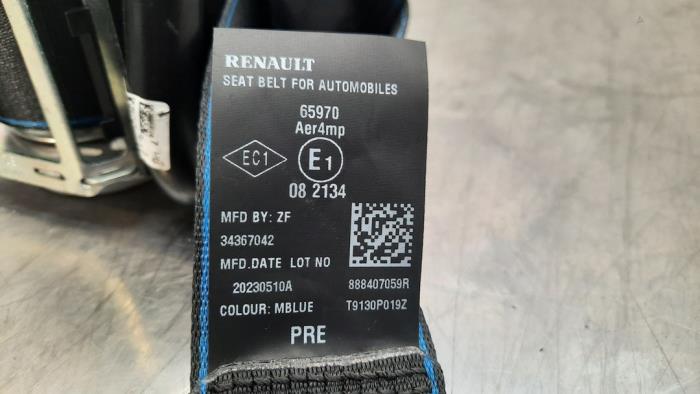 RENAULT
SEAT BELT FOR AUTOMOBILES
65970
Aer4mp
EC1 E1
08 2134
MFD BY: ZF
34367042
MFD.DATE LOT NO
20230510A 888407059R
COLOUR: MBLUE T9130P019Z
PRE